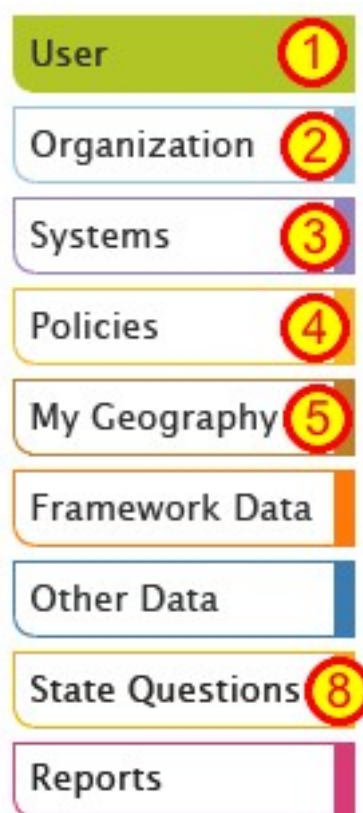 User 1
Organization 2
Systems 3
Policies 4
My Geography 5
Framework Data
Other Data
State Questions 8
Reports